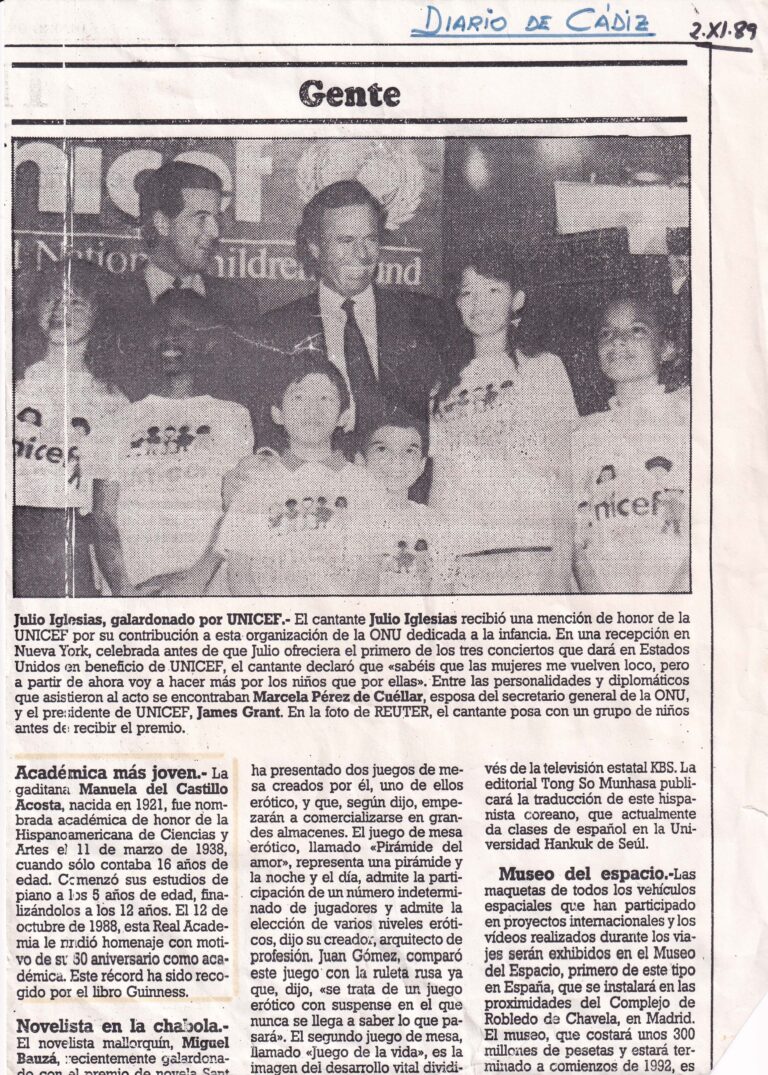 DIARIO DE CÁDIZ 2.XI.89
Gente
nicef
l Nation hildren und
nicef
unicef
nicef
Julio Iglesias, galardonado por UNICEF.- El cantante Julio Iglesias recibió una mención de honor de la
UNICEF por su contribución a esta organización de la ONU dedicada a la infancia. En una recepción en
Nueva York, celebrada antes de que Julio ofreciera el primero de los tres conciertos que dará en Estados
Unidos en beneficio de UNICEF, el cantante declaró que «sabéis que las mujeres me vuelven loco, pero
a partir de ahora voy a hacer más por los niños que por ellas». Entre las personalidades y diplomáticos
que asistieron al acto se encontraban Marcela Pérez de Cuéllar, esposa del secretario general de la ONU,
y el presidente de UNICEF, James Grant. En la foto de REUTER, el cantante posa con un grupo de niños
antes de recibir el premio.
Académica más joven.- La
gaditana Manuela del Castillo
Acosta, nacida en 1921, fue nom-
brada académica de honor de la
Hispanoamericana de Ciencias y
Artes el 11 de marzo de 1938,
cuando sólo contaba 16 años de
edad. Comenzó sus estudios de
piano a los 5 años de edad, fina-
lizándolos a los 12 años. El 12 de
octubre de 1988, esta Real Acade-
mia le rindió homenaje con moti-
vo de su 50 aniversario como aca-
démica. Este récord ha sido reco-
gido por el libro Guinness.
Novelista en la chabola.-
El novelista mallorquín, Miguel
Bauzá, recientemente galardona-
do con el premio de novela Sant
ha presentado dos juegos de me-
sa creados por él, uno de ellos
erótico, y que, según dijo, empe-
zarán a comercializarse en gran-
des almacenes. El juego de mesa
erótico, llamado «Pirámide del
amor», representa una pirámide y
la noche y el día, admite la parti-
cipación de un número indetermi-
nado de jugadores y admite la
elección de varios niveles eróti-
cos, dijo su creador, arquitecto de
profesión. Juan Gómez, comparó
este juego con la ruleta rusa ya
que, dijo, «se trata de un juego
erótico con suspense en el que
nunca se llega a saber lo que pa-
sará». El segundo juego de mesa,
llamado «Juego de la vida», es la
imagen del desarrollo vital dividi-
vés de la televisión estatal KBS. La
editorial Tong So Munhasa publi-
cará la traducción de este hispa-
nista coreano, que actualmente
da clases de español en la Uni-
versidad Hankuk de Seúl.
Museo del espacio.-Las
maquetas de todos los vehículos
espaciales que han participado
en proyectos internacionales y los
vídeos realizados durante los via-
jes serán exhibidos en el Museo
del Espacio, primero de este tipo
en España, que se instalará en las
proximidades del Complejo de
Robledo de Chavela, en Madrid.
El museo, que costará unos 300
millones de pesetas y estará ter-
minado a comienzos de 1992, es